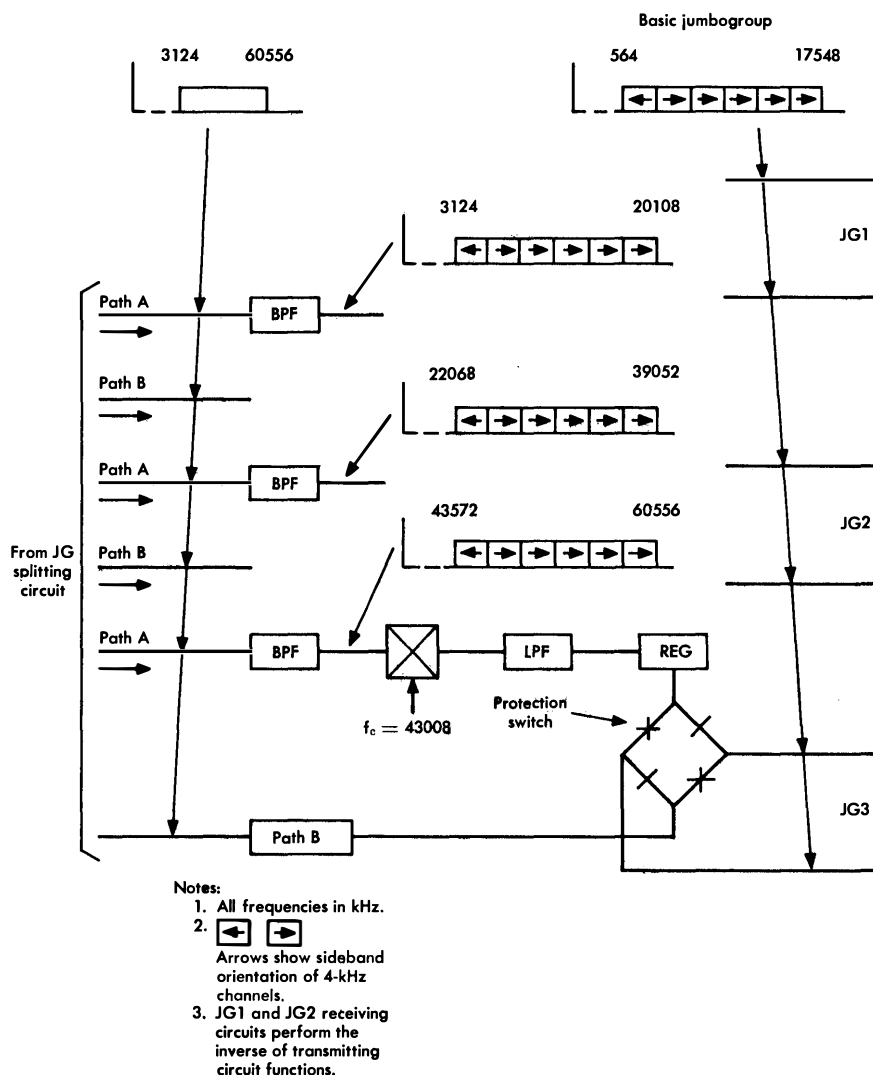 Basic jumbogroup
3124 60556
564 17548
3124 20108
JG1
Path A
BPF
Path B
22068 39052
Path A
BPF
43572 60556
JG2
From JG
splitting
circuit
Path B
Path A
BPF
LPF
REG
Protection
switch
f_c = 43008
JG3
Path B
Notes:
1. All frequencies in kHz.
2.
Arrows show sideband
orientation of 4-kHz
channels.
3. JG1 and JG2 receiving
circuits perform the
inverse of transmitting
circuit functions.